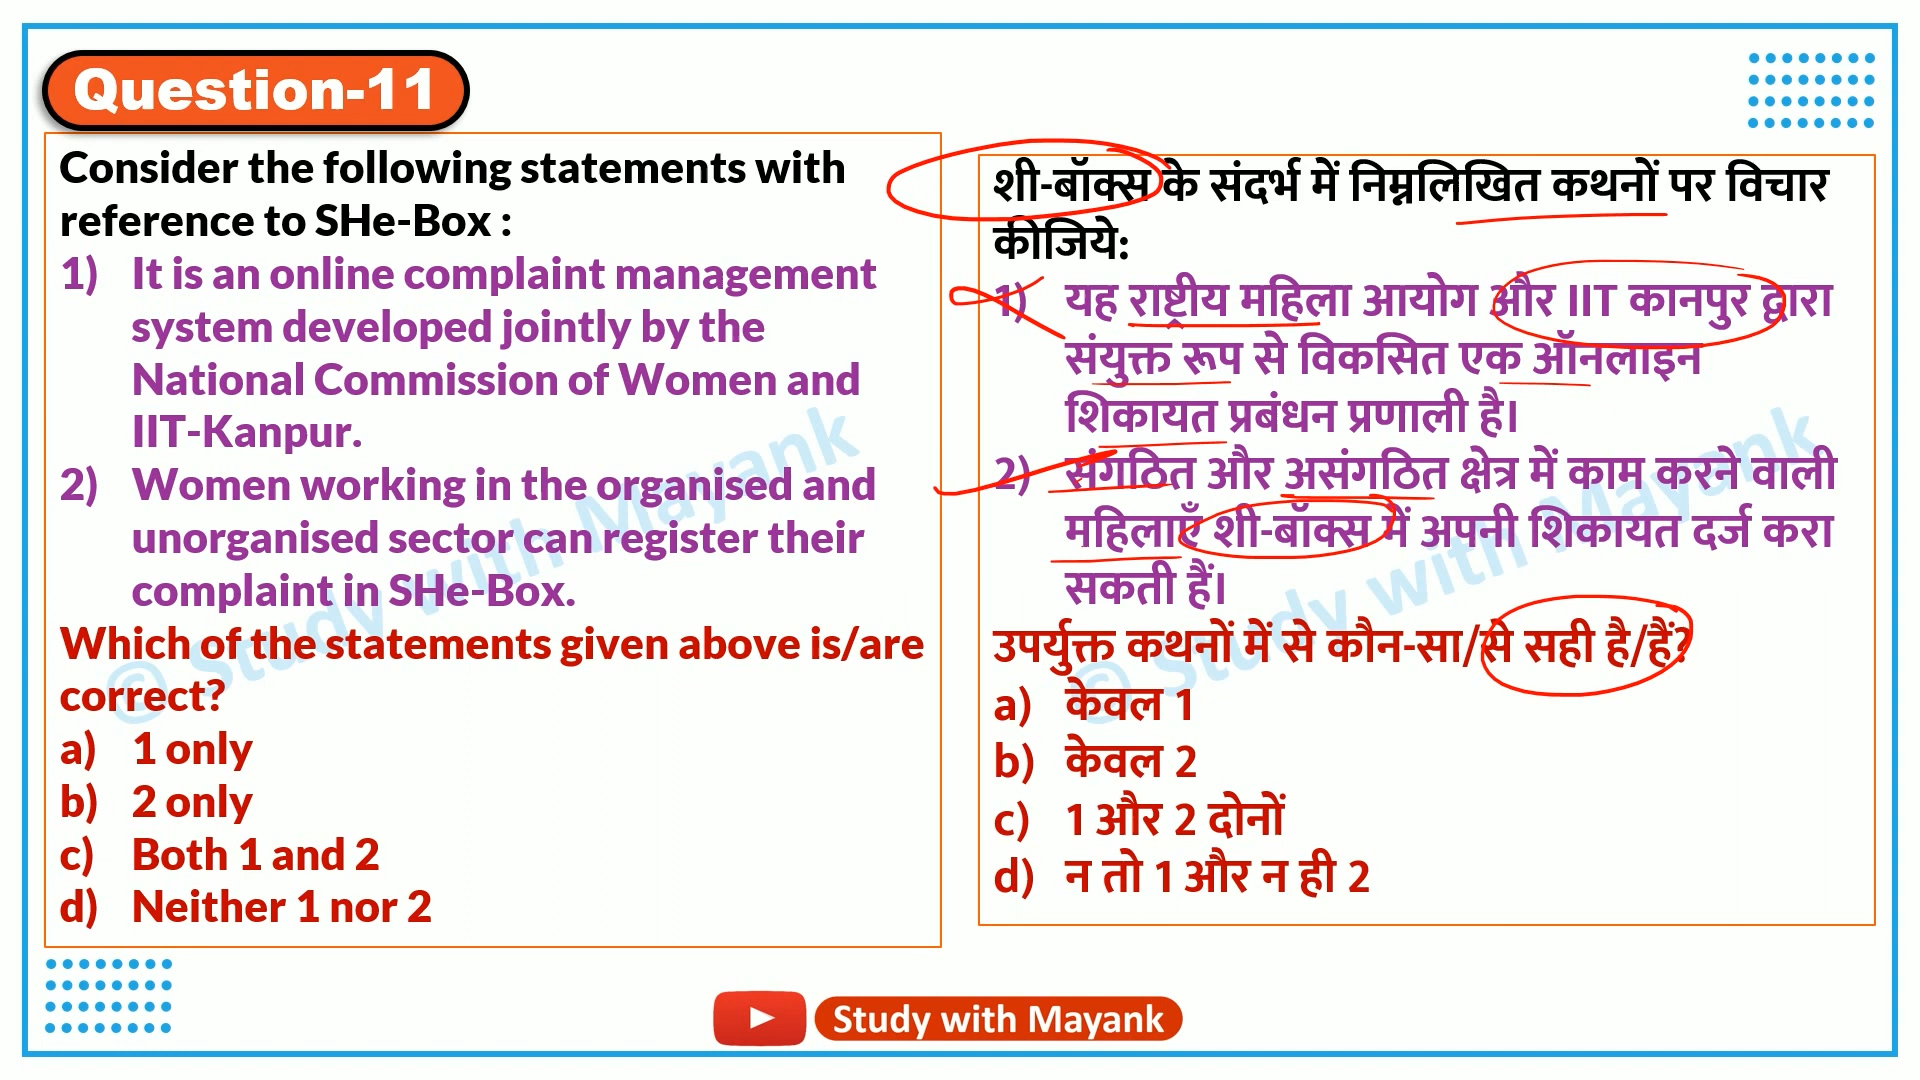 Question-11
Consider the following statements with
reference to SHe-Box :
1) It is an online complaint management
system developed jointly by the
National Commission of Women and
IIT-Kanpur.
2) Women working in the organised and
unorganised sector can register their
complaint in SHe-Box.
Which of the statements given above is/are
correct?
a) 1 only
b) 2 only
c) Both 1 and 2
d) Neither 1 nor 2
शी-बॉक्स के संदर्भ में निम्नलिखित कथनों पर विचार
कीजिये:
1) यह राष्ट्रीय महिला आयोग और IIT कानपुर द्वारा
संयुक्त रूप से विकसित एक ऑनलाइन
शिकायत प्रबंधन प्रणाली है।
2) संगठित और असंगठित क्षेत्र में काम करने वाली
महिलाएँ शी-बॉक्स में अपनी शिकायत दर्ज करा
सकती हैं।
उपर्युक्त कथनों में से कौन-सा/से सही है/हैं?
a) केवल 1
b) केवल 2
c) 1 और 2 दोनों
d) न तो 1 और न ही 2
© Study with Mayank
© Study with Mayank
Study with Mayank